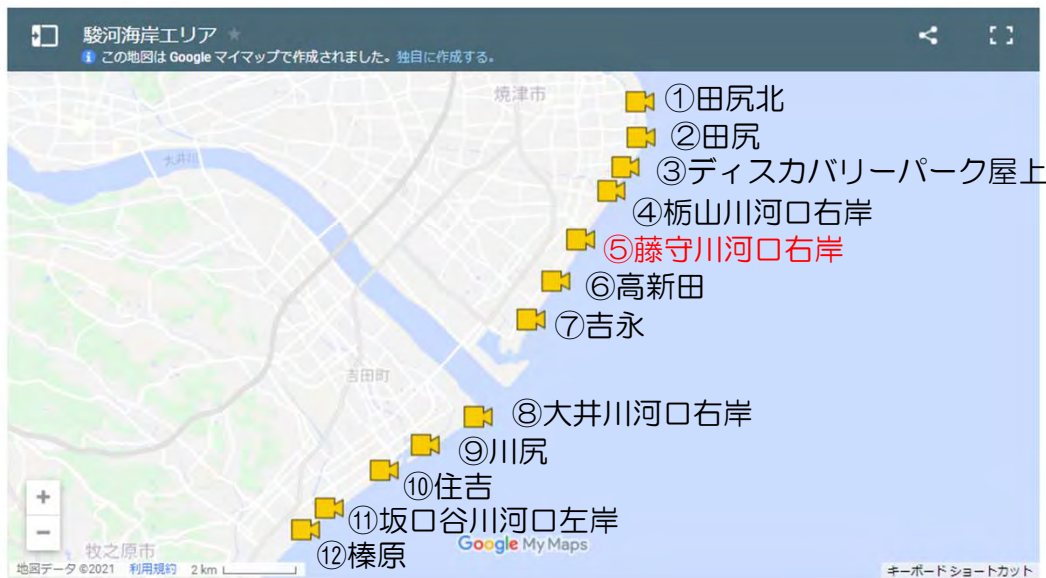 駿河海岸エリア
この地図は Google マイマップで作成されました。独自に作成する。
焼津市
①田尻北
②田尻
大井川
③ディスカバリーパーク屋上
④栃山川河口右岸
⑤藤守川河口右岸
⑥高新田
⑦吉永
吉田町
⑧大井川河口右岸
⑨川尻
⑩住吉
⑪坂口谷川河口左岸
⑫榛原
牧之原市
Google My Maps
地図データ ©2021 利用規約 2 km
キーボード ショートカット